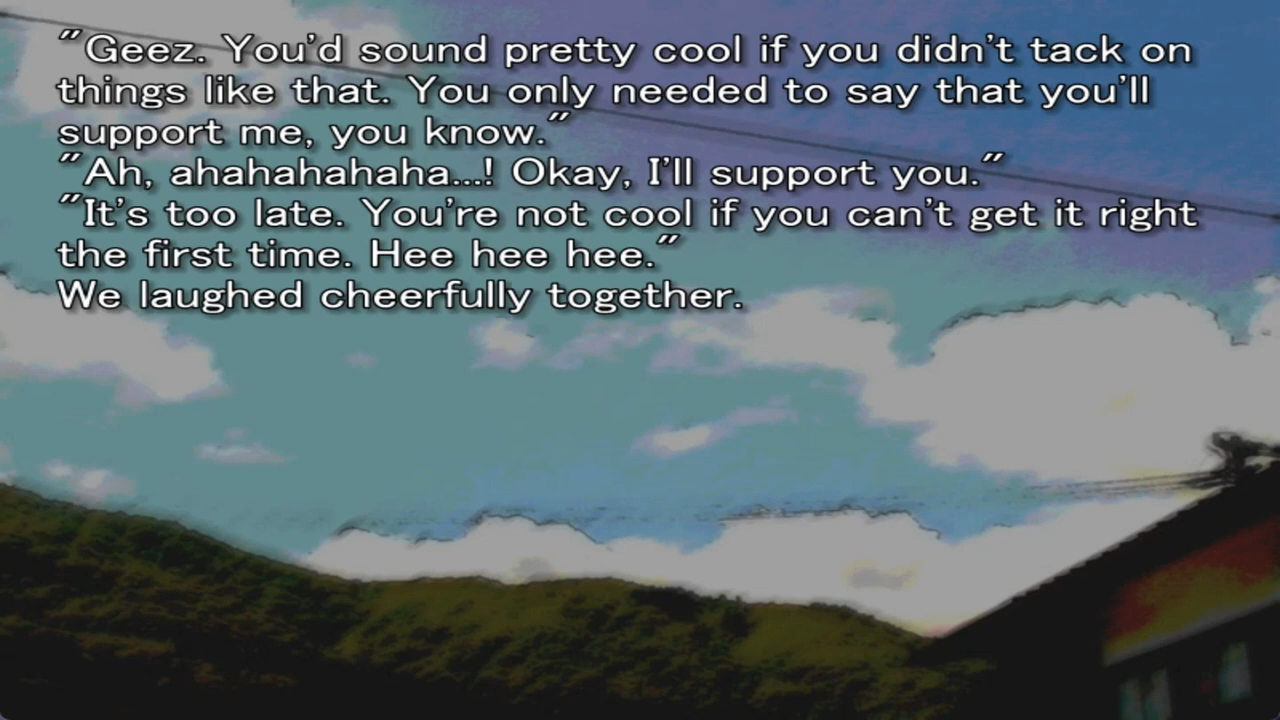 "Geez. You'd sound pretty cool if you didn't tack on
things like that. You only needed to say that you'll
support me, you know."
"Ah, ahahahahaha...! Okay, I'll support you."
"It's too late. You're not cool if you can't get it right
the first time. Hee hee hee."
We laughed cheerfully together.